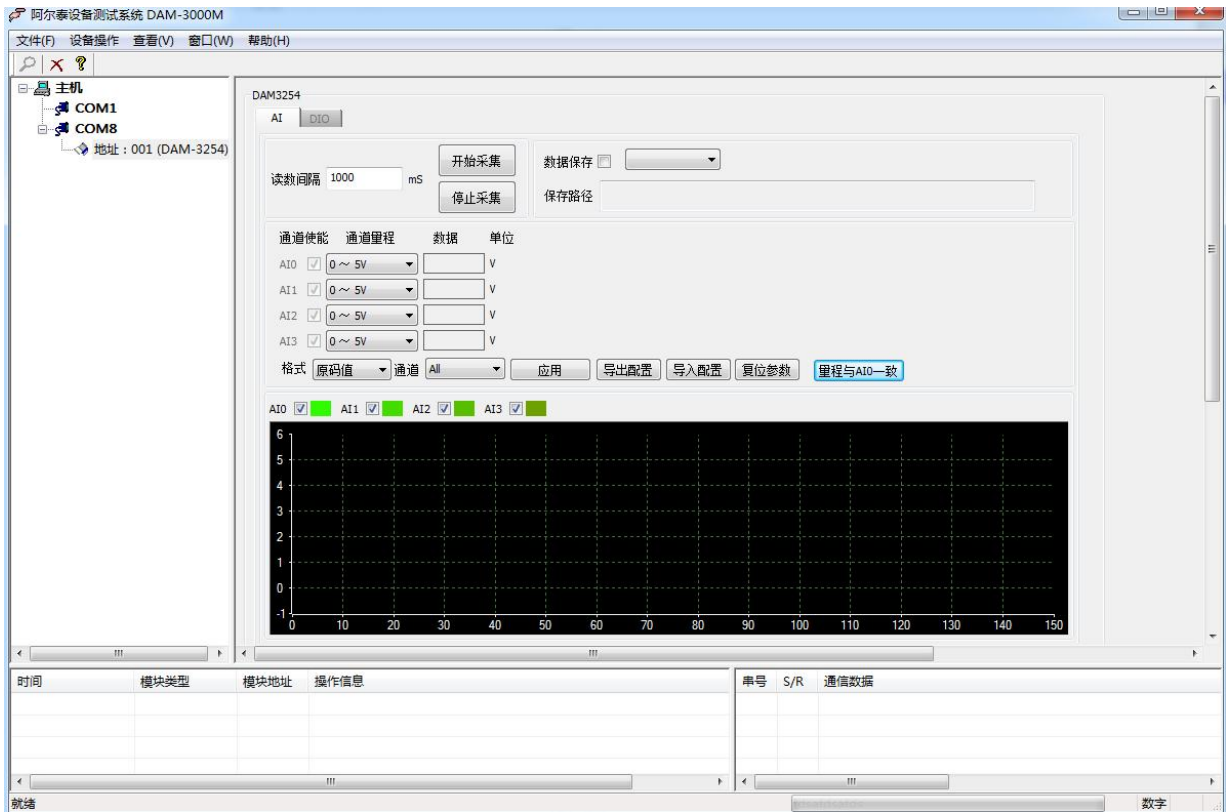 阿尔泰设备测试系统 DAM-3000M
文件(F) 设备操作 查看(V) 窗口(W) 帮助(H)
主机
COM1
COM8
地址：001 (DAM-3254)
DAM3254
AI DIO
读数间隔 1000 mS
开始采集
停止采集
数据保存
保存路径
通道使能 通道里程 数据 单位
AI0 0～ 5V V
AI1 0～ 5V V
AI2 0～ 5V V
AI3 0～ 5V V
格式 原码值 通道 All 应用 导出配置 导入配置 复位参数 里程与AI0一致
AI0 AI1 AI2 AI3
6
5
4
3
2
1
0
-1
0 10 20 30 40 50 60 70 80 90 100 110 120 130 140 150
时间 模块类型 模块地址 操作信息
串号 S/R 通信数据
就绪 数字